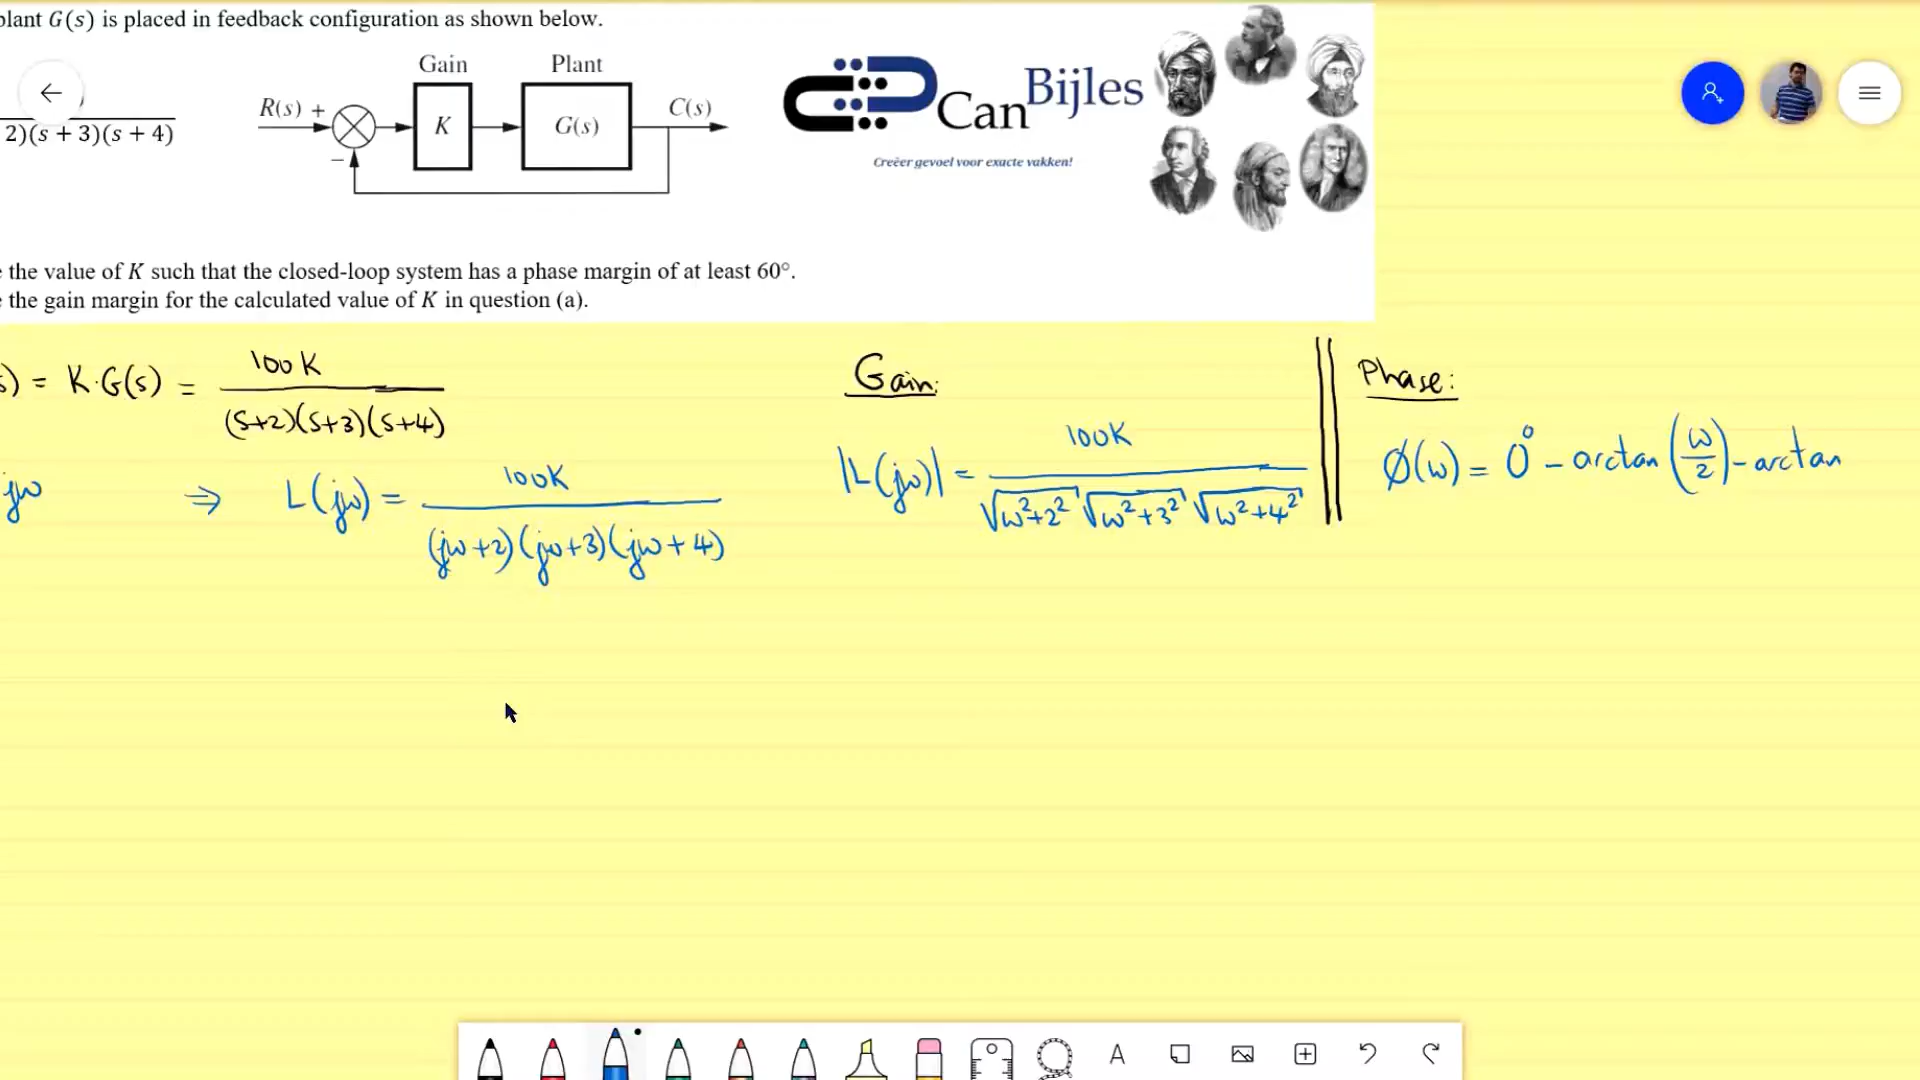 plant G(s) is placed in feedback configuration as shown below.
Gain
Plant
R(s) +
K
G(s)
C(s)
−
2)(s + 3)(s + 4)
Can Bijles
Creëer gevoel voor exacte vakken!
the value of K such that the closed-loop system has a phase margin of at least 60°.
the gain margin for the calculated value of K in question (a).
s) = K·G(s) = 100K / (s+2)(s+3)(s+4)
jω ⇒ L(jω) = 100K / (jω+2)(jω+3)(jω+4)
Gain:
|L(jω)| = 100K / √ω²+2² √ω²+3² √ω²+4²
Phase:
φ(ω) = 0° − arctan(ω/2) − arctan
A